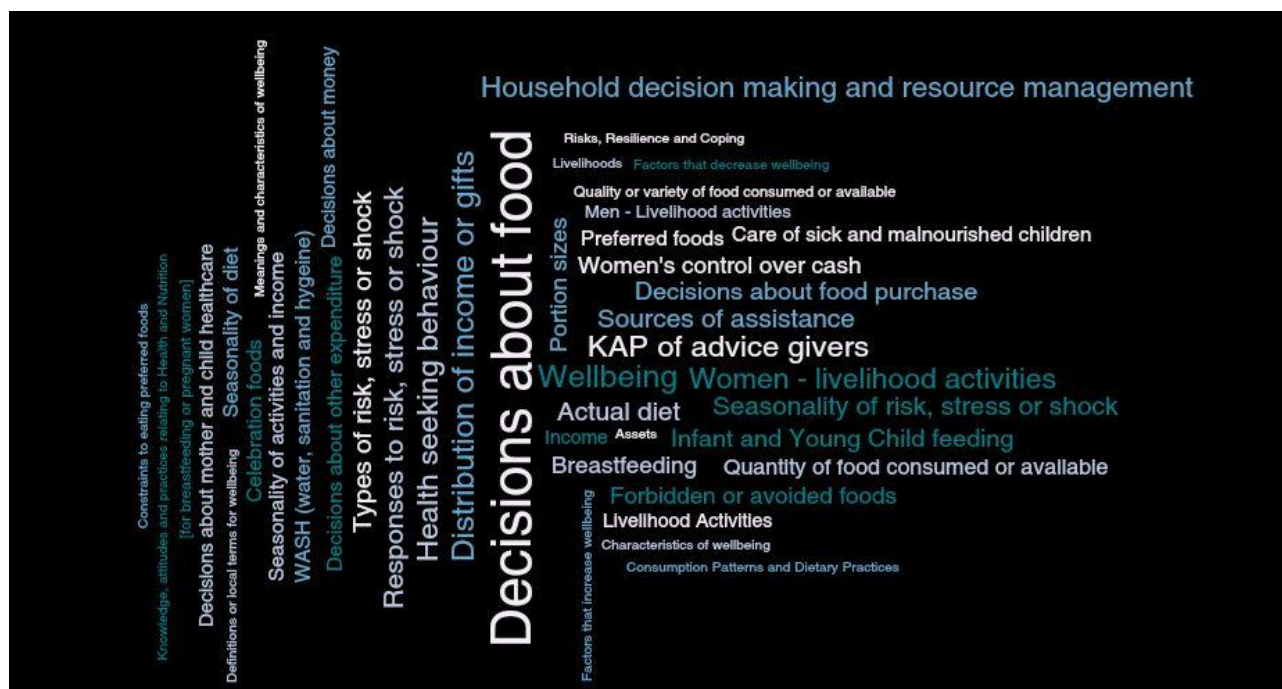 Constraints to eating preferred foods
Knowledge, attitudes and practices relating to Health and Nutrition
[for breastfeeding or pregnant women]
Decisions about mother and child healthcare
Seasonality of diet
Definitions or local terms for wellbeing
Celebration foods
Meanings and characteristics of wellbeing
Seasonality of activities and income
WASH (water, sanitation and hygeine)
Decisions about money
Decisions about other expenditure
Types of risk, stress or shock
Responses to risk, stress or shock
Health seeking behaviour
Distribution of income or gifts
Decisions about food
Household decision making and resource management
Risks, Resilience and Coping
Livelihoods
Factors that decrease wellbeing
Quality or variety of food consumed or available
Men - Livelihood activities
Portion sizes
Preferred foods
Care of sick and malnourished children
Women's control over cash
Decisions about food purchase
Sources of assistance
KAP of advice givers
Wellbeing
Women - livelihood activities
Actual diet
Seasonality of risk, stress or shock
Income
Assets
Infant and Young Child feeding
Breastfeeding
Quantity of food consumed or available
Forbidden or avoided foods
Factors that increase wellbeing
Livelihood Activities
Characteristics of wellbeing
Consumption Patterns and Dietary Practices